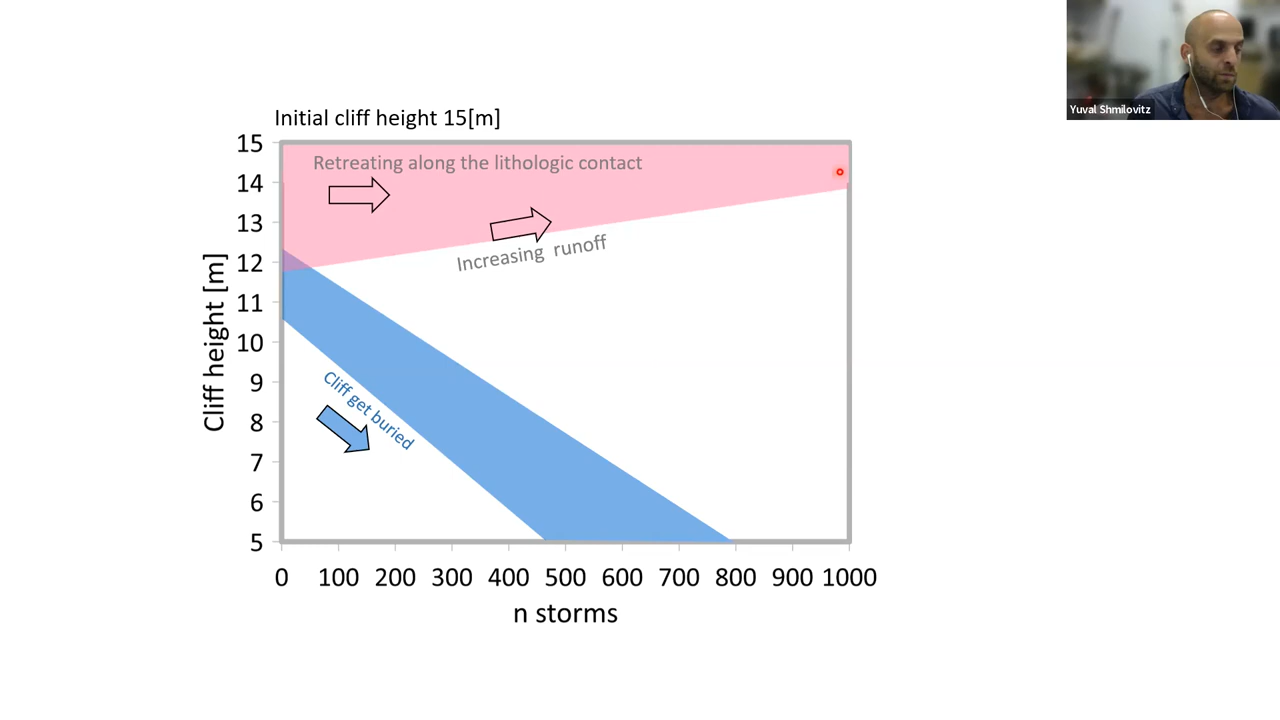 Yuval Shmilovitz
Initial cliff height 15[m]
Retreating along the lithologic contact
Increasing runoff
Cliff get buried
Cliff height [m]
15
14
13
12
11
10
9
8
7
6
5
0 100 200 300 400 500 600 700 800 900 1000
n storms